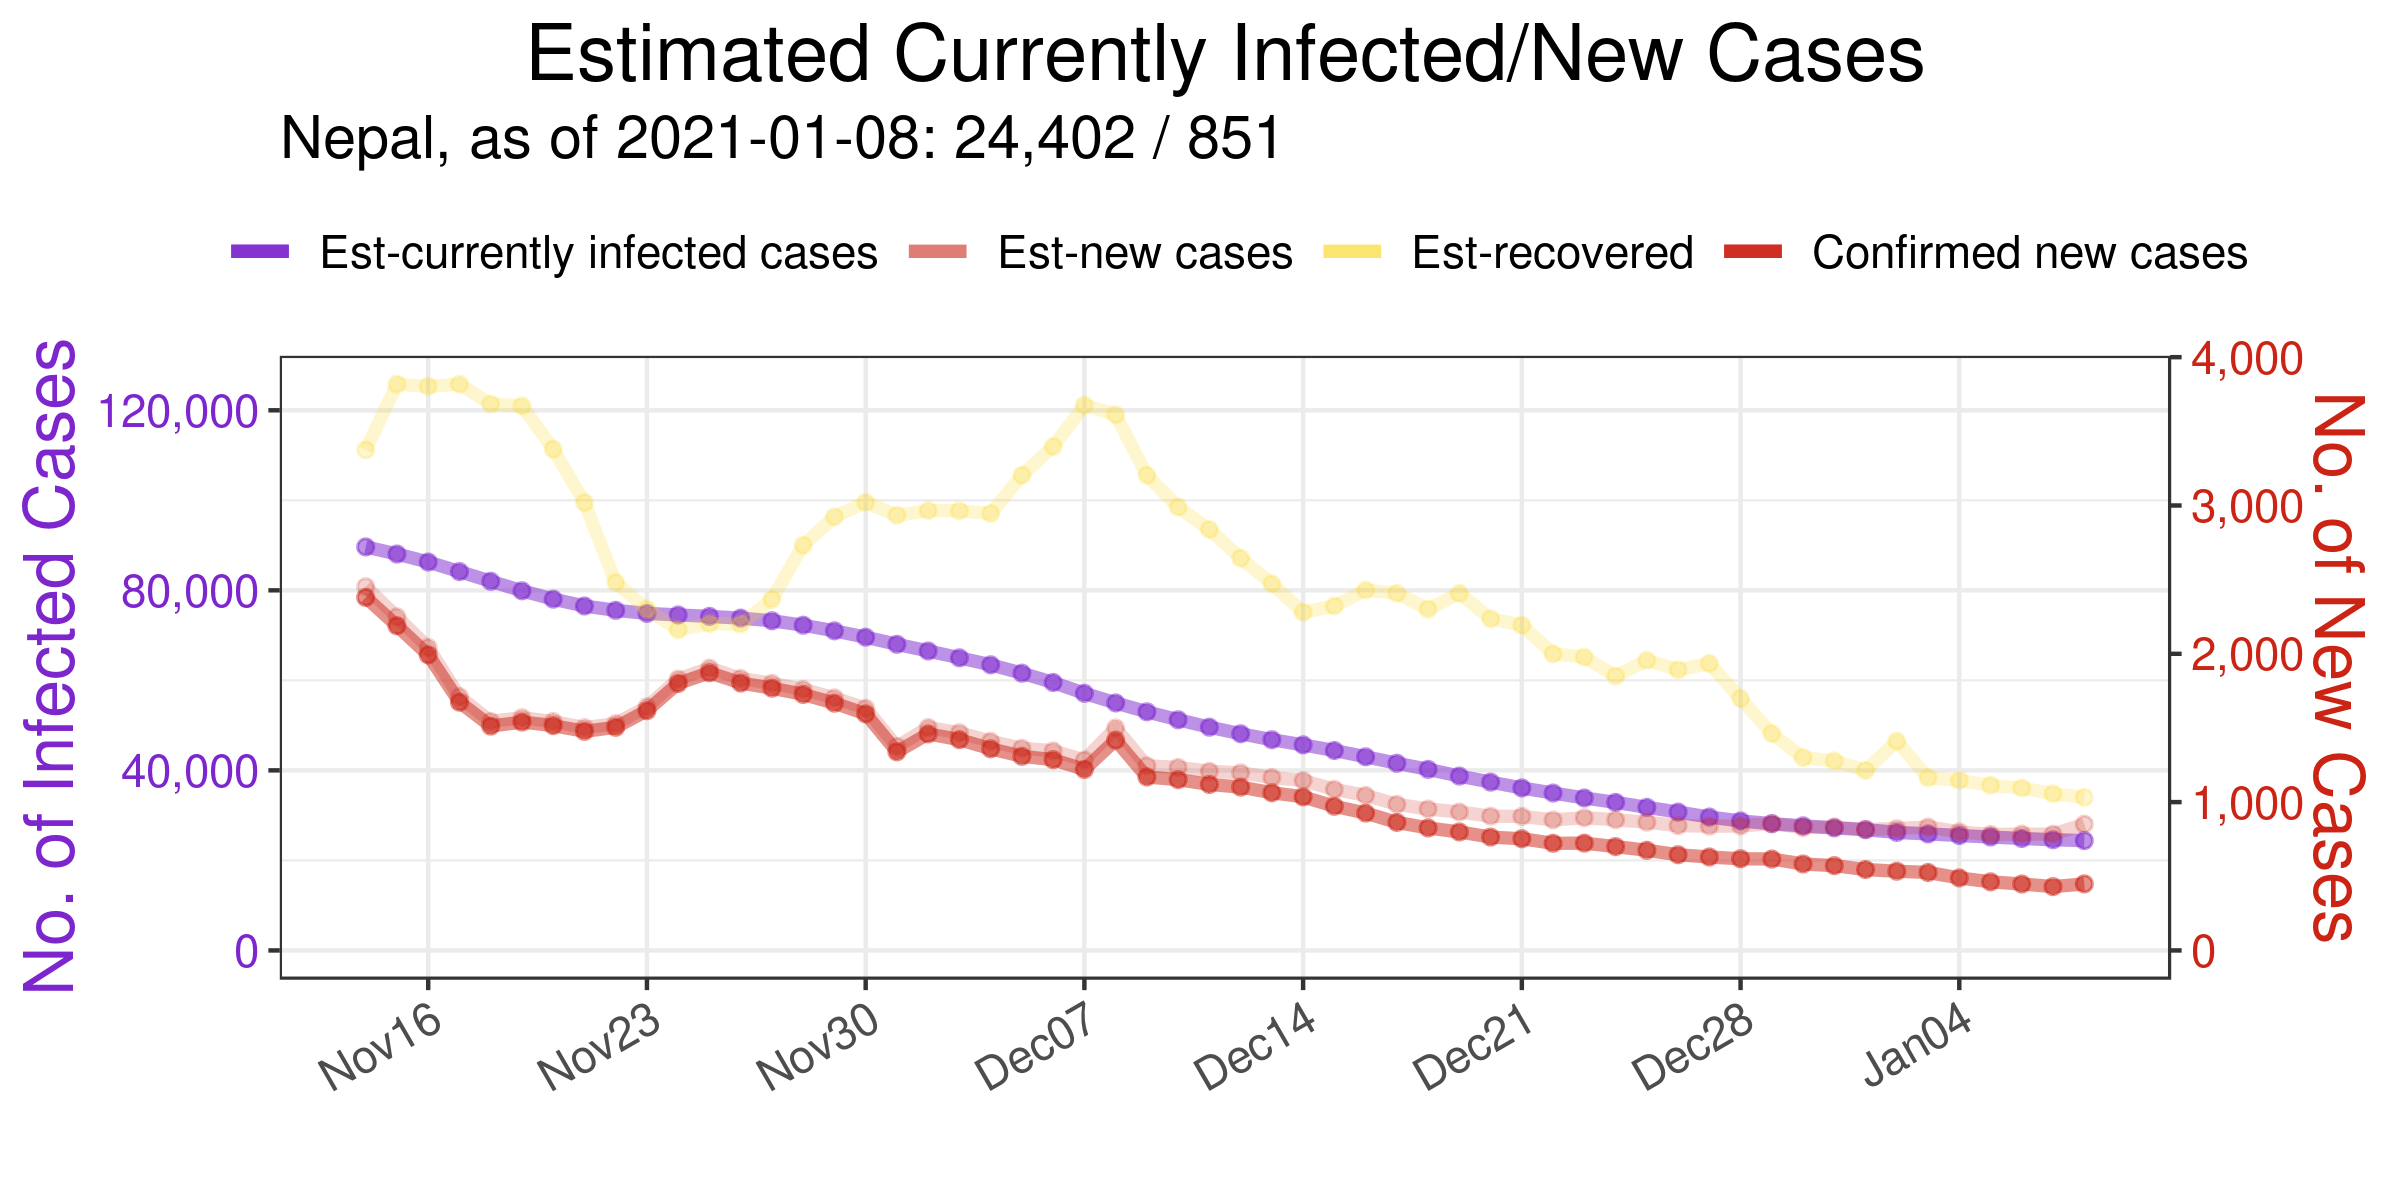 Estimated Currently Infected/New Cases
Nepal, as of 2021-01-08: 24,402 / 851
Est-currently infected cases Est-new cases Est-recovered Confirmed new cases
No. of Infected Cases
120,000
80,000
40,000
0
4,000
3,000
2,000
1,000
0
No. of New Cases
Nov16 Nov23 Nov30 Dec07 Dec14 Dec21 Dec28 Jan04